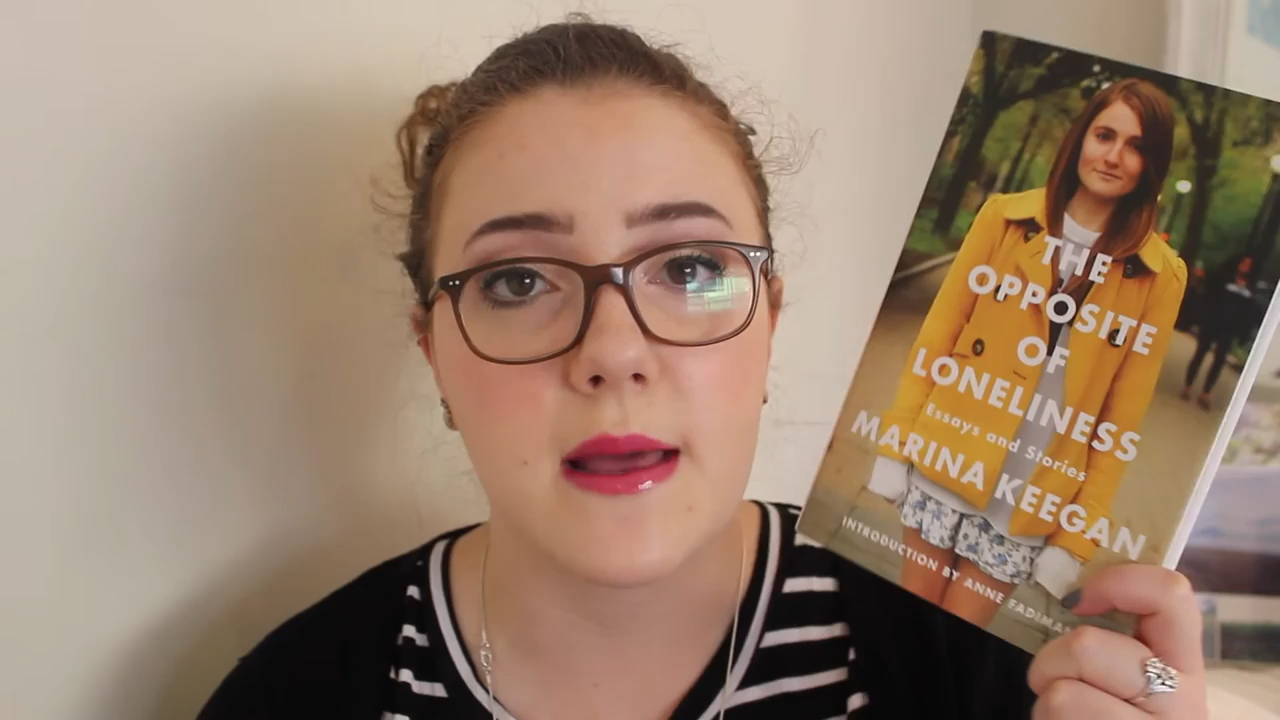 THE
OPPOSITE
OF
LONELINESS
Essays and Stories
MARINA KEEGAN
INTRODUCTION BY ANNE FADIMAN